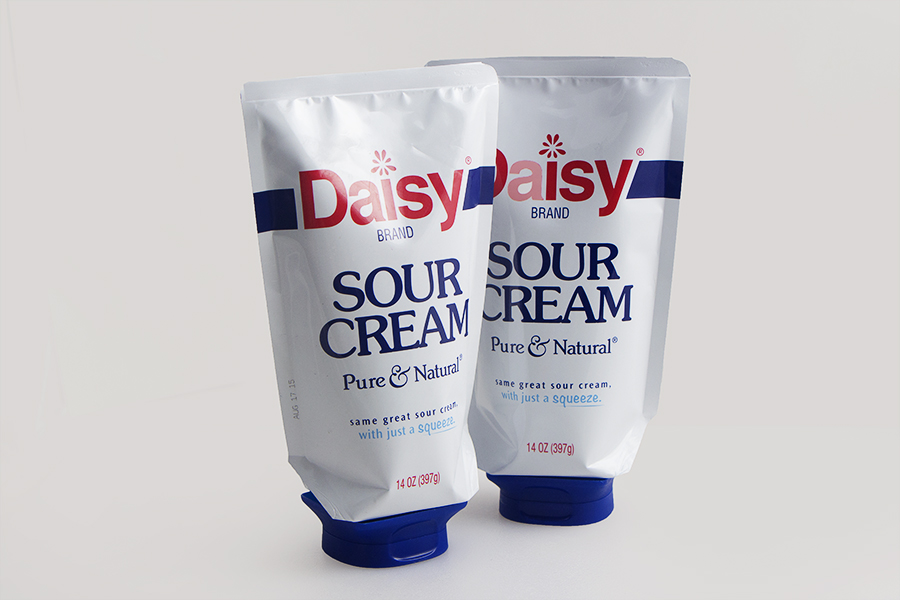 Daisy®
BRAND
SOUR
CREAM
Pure & Natural®
same great sour cream,
with just a squeeze.
14 OZ (397g)
AUG 17 15
Daisy®
BRAND
SOUR
CREAM
Pure & Natural®
same great sour cream,
with just a squeeze.
14 OZ (397g)